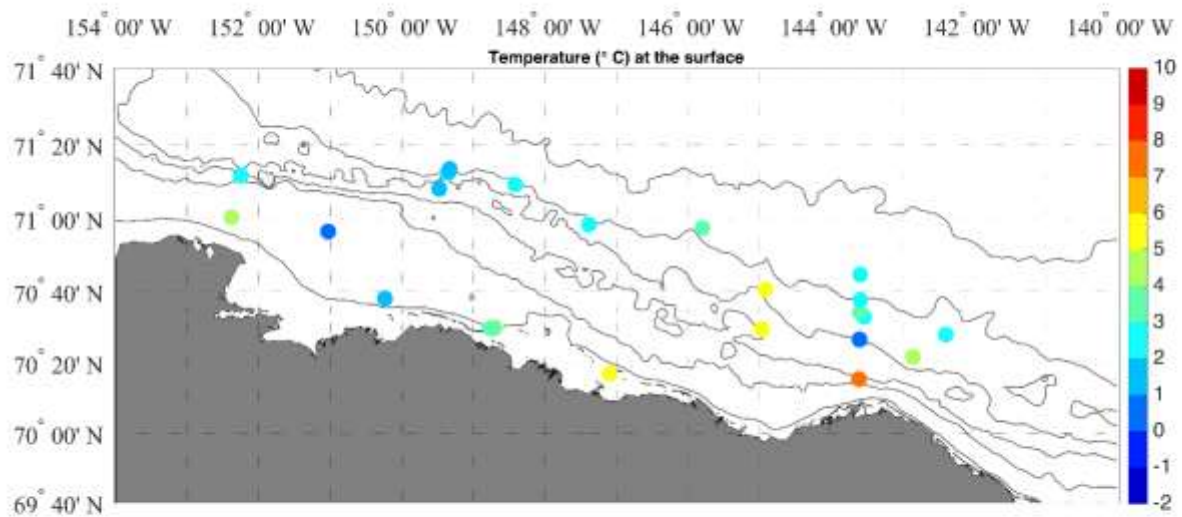 154° 00' W 152° 00' W 150° 00' W 148° 00' W 146° 00' W 144° 00' W 142° 00' W 140° 00' W
Temperature (° C) at the surface
71° 40' N
71° 20' N
71° 00' N
70° 40' N
70° 20' N
70° 00' N
69° 40' N
10
9
8
7
6
5
4
3
2
1
0
-1
-2